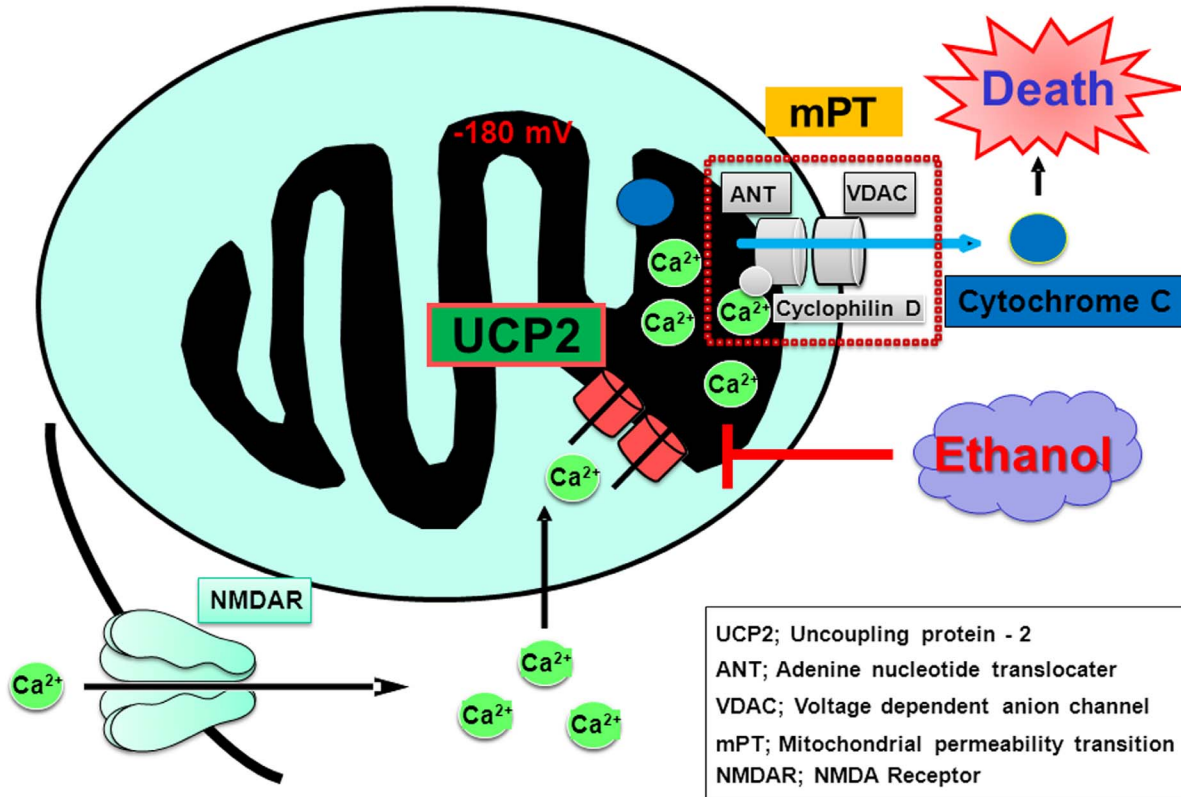 Death
mPT
-180 mV
ANT
VDAC
Ca2+
Ca2+
Ca2+
Cyclophilin D
Cytochrome C
UCP2
Ca2+
Ethanol
Ca2+
NMDAR
Ca2+
Ca2+
Ca2+
Ca2+
UCP2; Uncoupling protein - 2
ANT; Adenine nucleotide translocater
VDAC; Voltage dependent anion channel
mPT; Mitochondrial permeability transition
NMDAR; NMDA Receptor